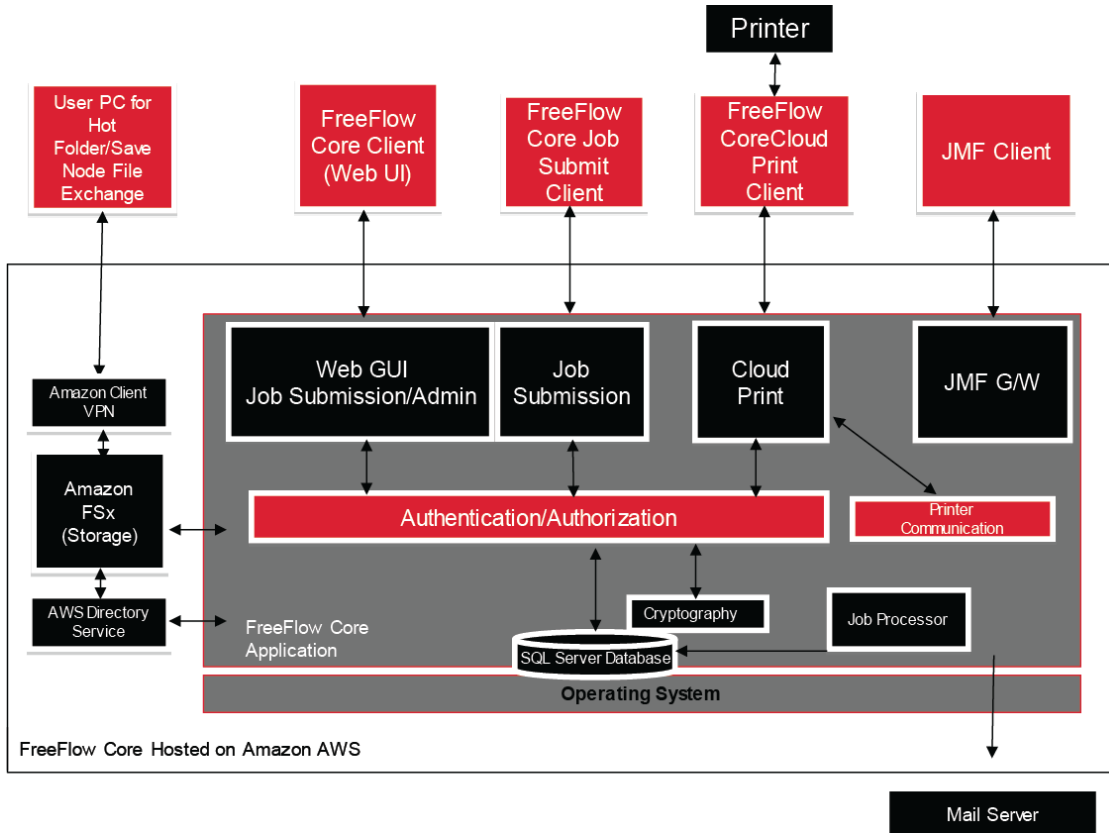 Printer
User PC for
Hot
Folder/Save
Node File
Exchange
FreeFlow
Core Client
(Web UI)
FreeFlow
Core Job
Submit
Client
FreeFlow
CoreCloud
Print
Client
JMF Client
Web GUI
Job Submission/Admin
Job
Submission
Cloud
Print
JMF G/W
Amazon Client
VPN
Amazon
FSx
(Storage)
AWS Directory
Service
Authentication/Authorization
Printer
Communication
Cryptography
Job Processor
FreeFlow Core
Application
SQL Server Database
Operating System
FreeFlow Core Hosted on Amazon AWS
Mail Server